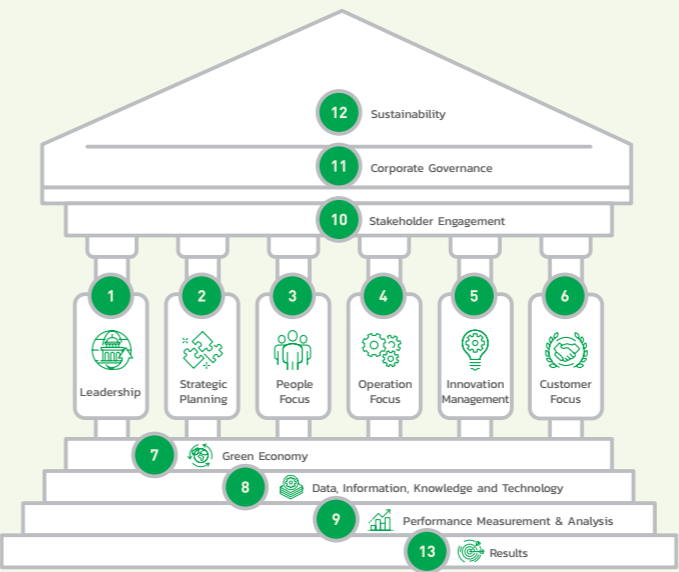 12 Sustainability
11 Corporate Governance
10 Stakeholder Engagement
1
2
3
4
5
6
Leadership
Strategic
Planning
People
Focus
Operation
Focus
Innovation
Management
Customer
Focus
7 Green Economy
8 Data, Information, Knowledge and Technology
9 Performance Measurement & Analysis
13 Results